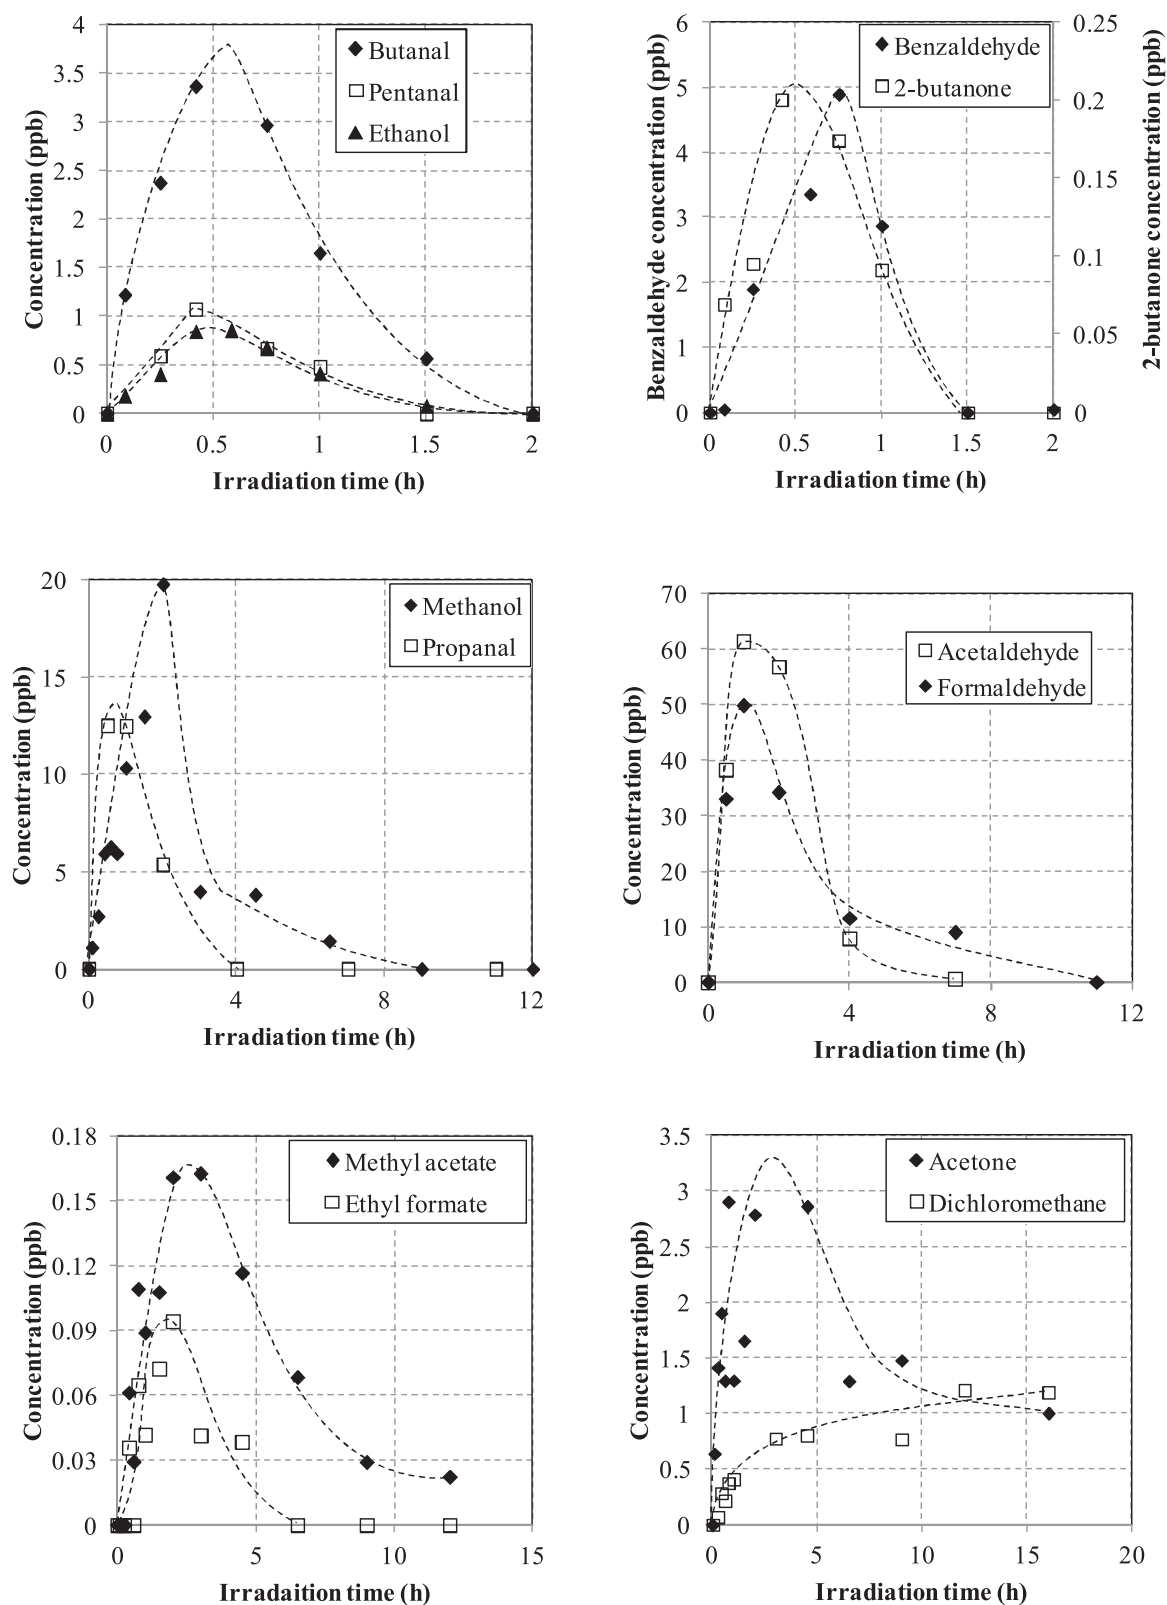 4
3.5
3
2.5
2
1.5
1
0.5
0
Concentration (ppb)
Butanal
Pentanal
Ethanol
0 0.5 1 1.5 2
Irradiation time (h)
6
5
4
3
2
1
0
Benzaldehyde concentration (ppb)
Benzaldehyde
2-butanone
0.25
0.2
0.15
0.1
0.05
0
2-butanone concentration (ppb)
0 0.5 1 1.5 2
Irradiation time (h)
20
15
10
5
0
Concentration (ppb)
Methanol
Propanal
0 4 8 12
Irradiation time (h)
70
60
50
40
30
20
10
0
Concentration (ppb)
Acetaldehyde
Formaldehyde
0 4 8 12
Irradiation time (h)
0.18
0.15
0.12
0.09
0.06
0.03
0
Concentration (ppb)
Methyl acetate
Ethyl formate
0 5 10 15
Irradaition time (h)
3.5
3
2.5
2
1.5
1
0.5
0
Concentration (ppb)
Acetone
Dichloromethane
0 5 10 15 20
Irradiation time (h)